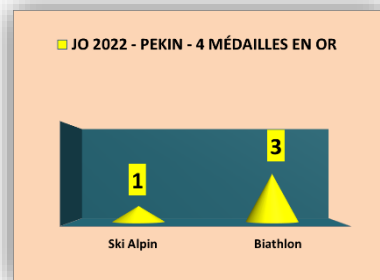 JO 2022 - PEKIN - 4 MÉDAILLES EN OR
3
1
Ski Alpin
Biathlon